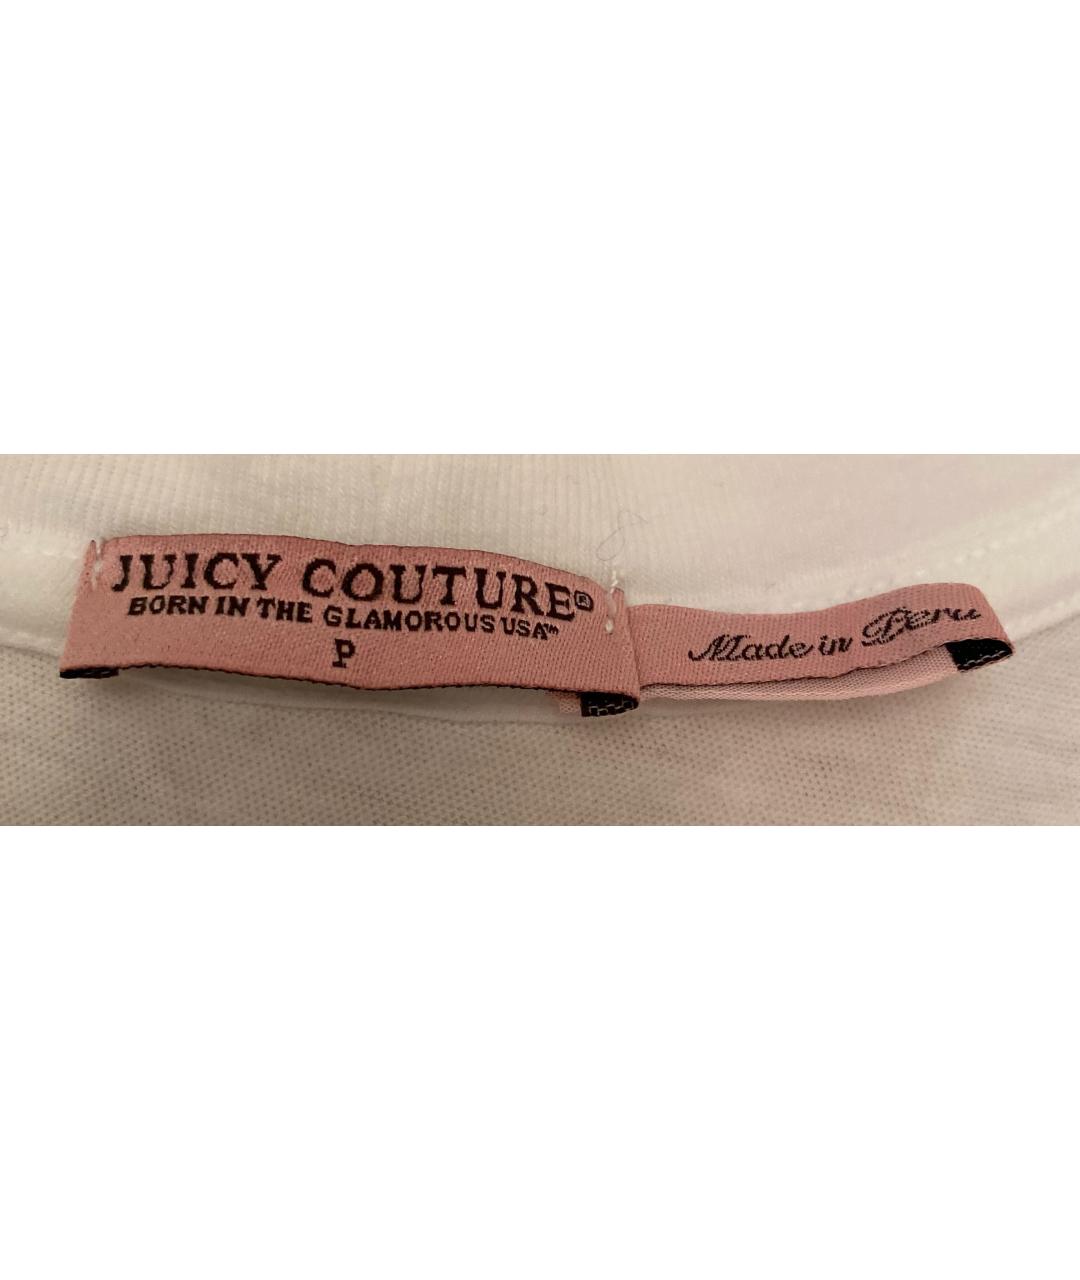 JUICY COUTURE®
BORN IN THE GLAMOROUS USA™
P
Made in Peru